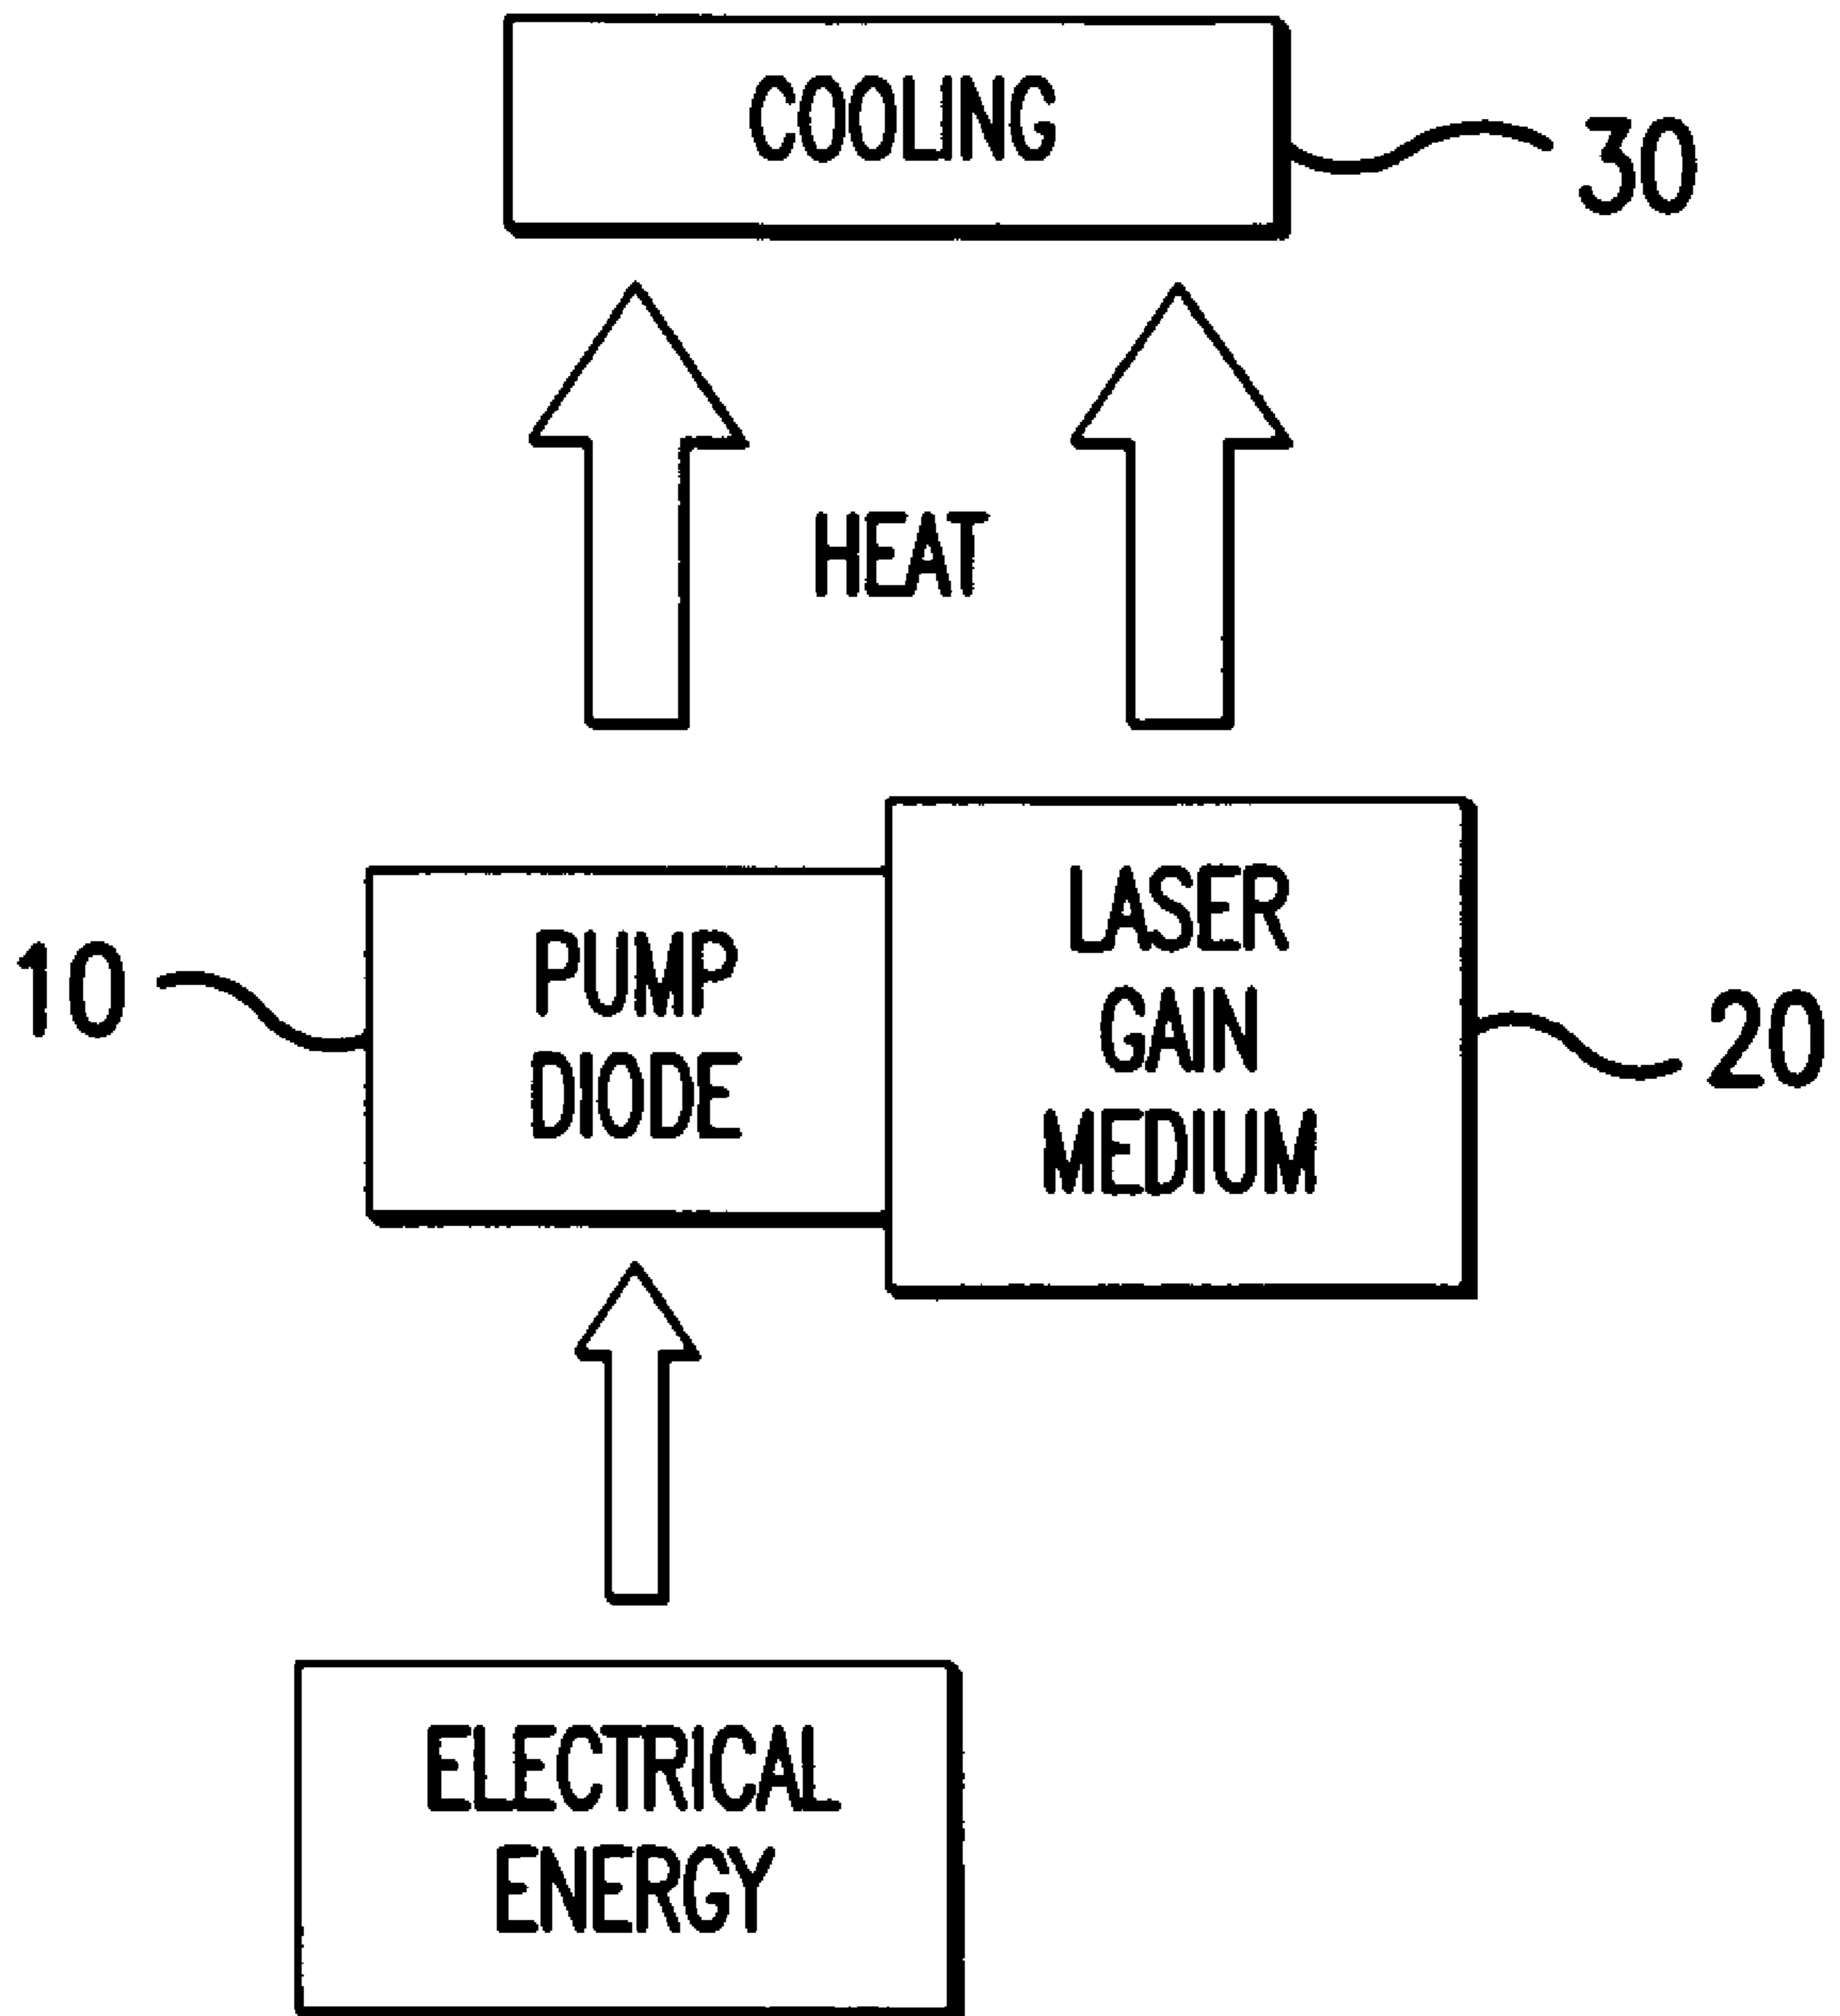 COOLING
30
HEAT
LASER
PUMP
GAIN
10
20
DIODE
MEDIUM
ELECTRICAL
ENERGY